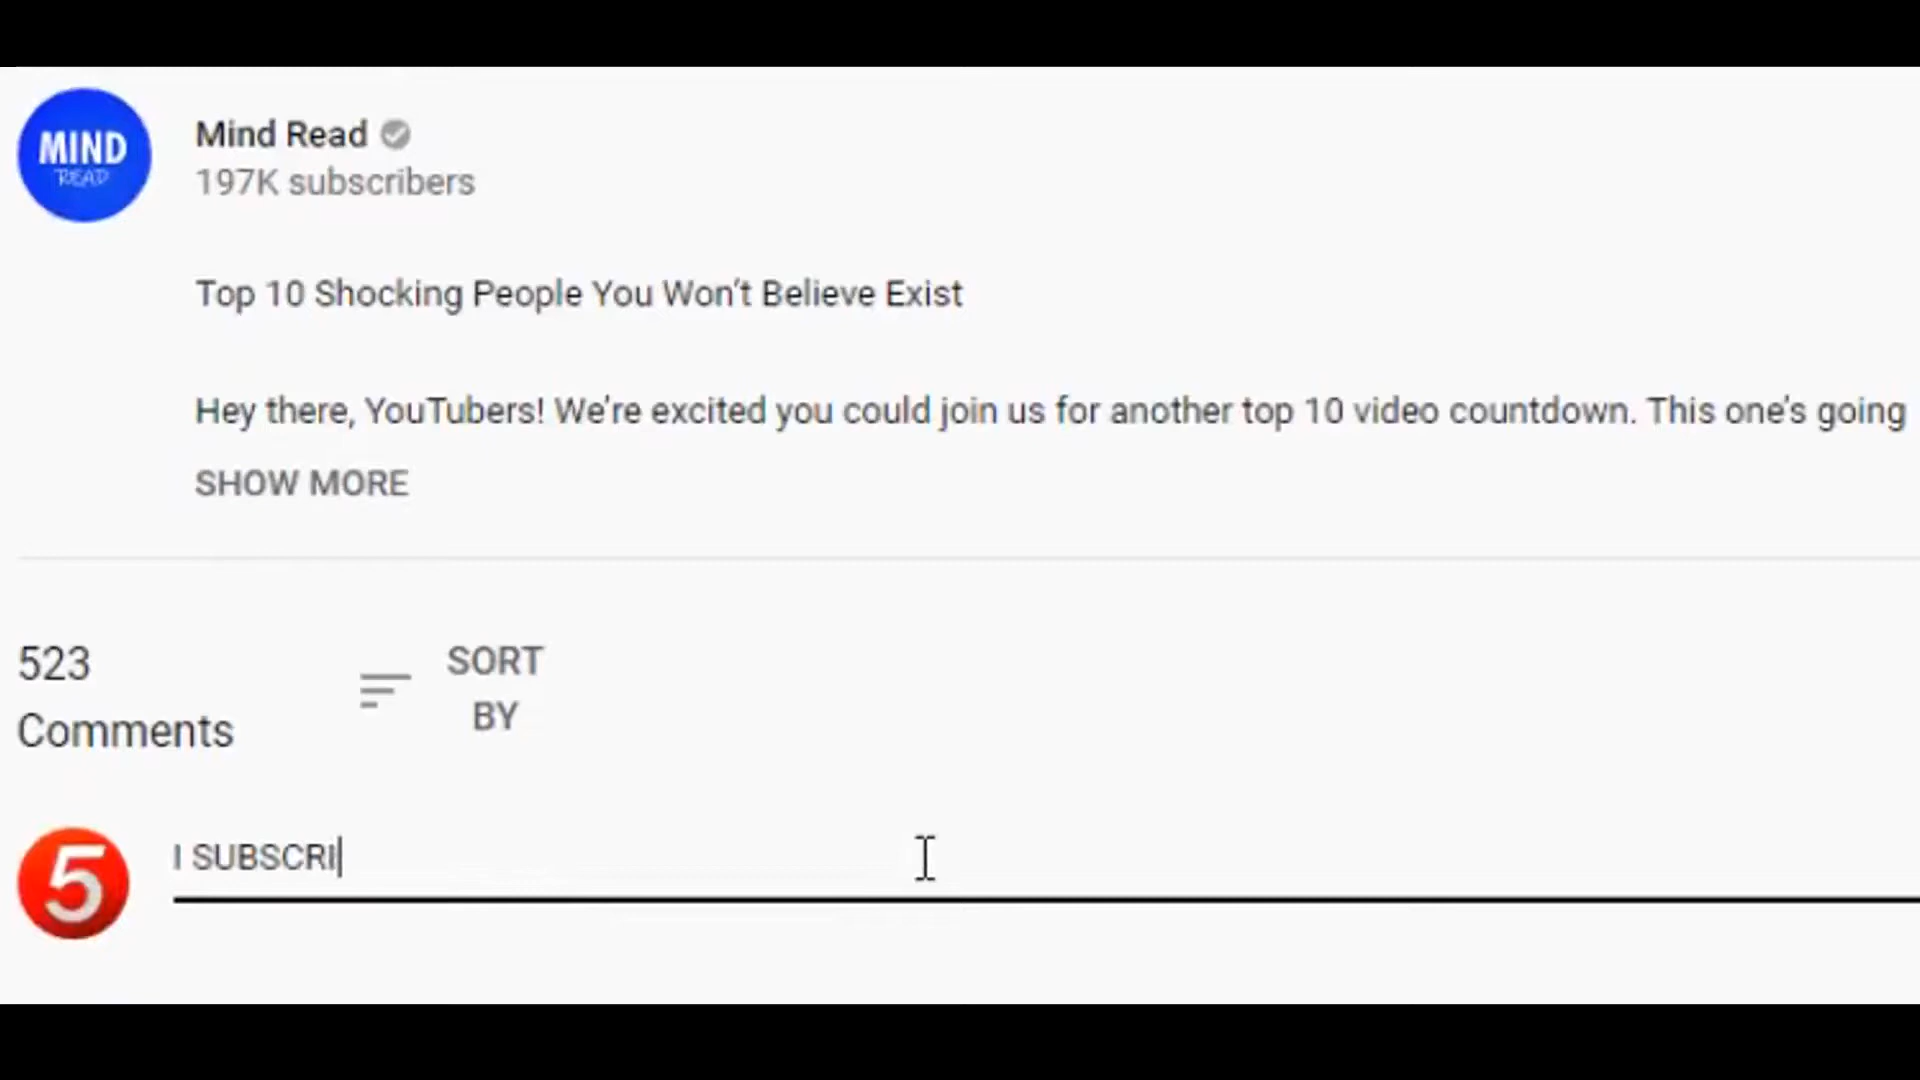 MIND
READ
Mind Read
197K subscribers
Top 10 Shocking People You Won't Believe Exist
Hey there, YouTubers! We're excited you could join us for another top 10 video countdown. This one's going
SHOW MORE
523
Comments
SORT
BY
5
I SUBSCRI